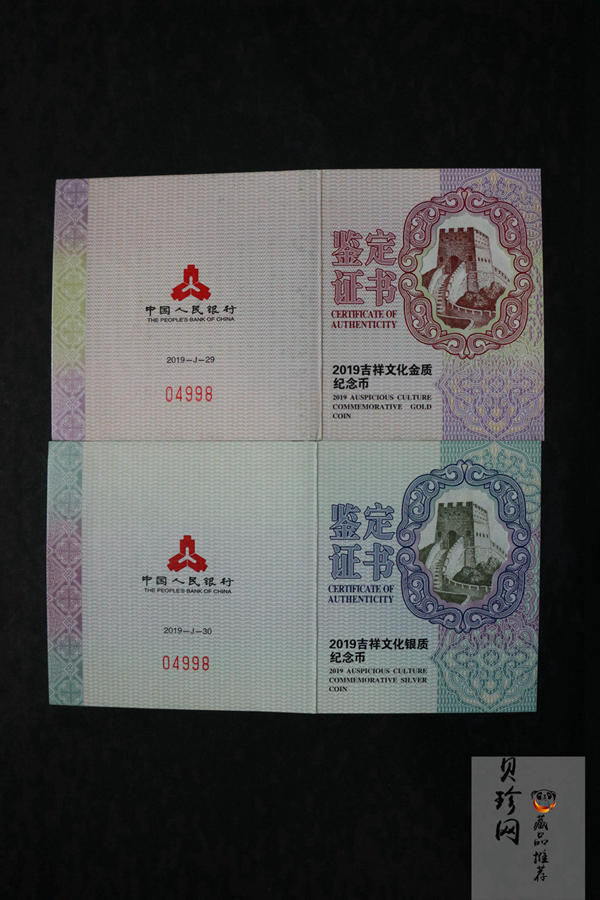 中国人民银行
THE PEOPLE'S BANK OF CHINA
2019—J—29
04998
鉴定
证书
CERTIFICATE OF
AUTHENTICITY
2019吉祥文化金质
纪念币
2019 AUSPICIOUS CULTURE
COMMEMORATIVE GOLD
COIN
中国人民银行
THE PEOPLE'S BANK OF CHINA
2019—J—30
04998
鉴定
证书
CERTIFICATE OF
AUTHENTICITY
2019吉祥文化银质
纪念币
2019 AUSPICIOUS CULTURE
COMMEMORATIVE SILVER
COIN
贝珍网
藏品推荐